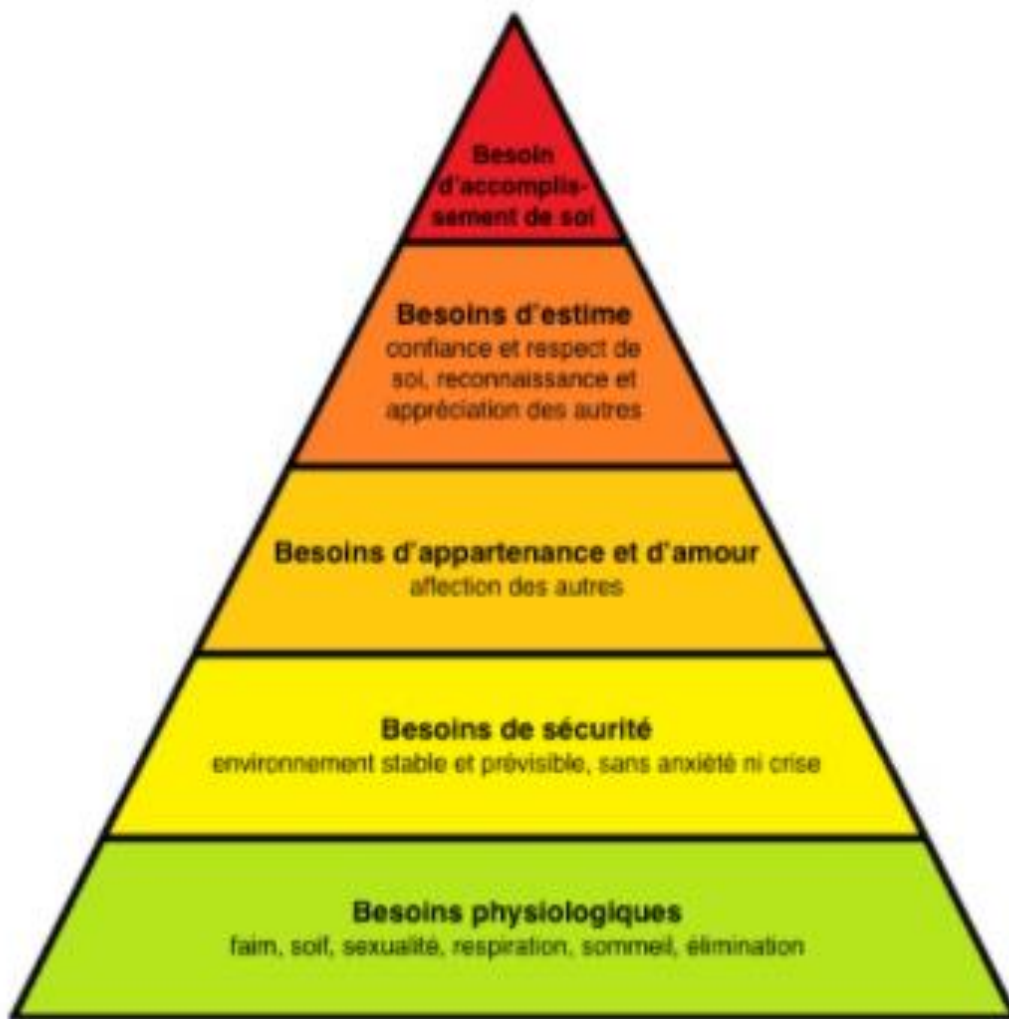 Besoin
d'accomplis-
sement de soi
Besoins d'estime
confiance et respect de
soi, reconnaissance et
appréciation des autres
Besoins d'appartenance et d'amour
affection des autres
Besoins de sécurité
environnement stable et prévisible, sans anxiété ni crise
Besoins physiologiques
faim, soif, sexualité, respiration, sommeil, élimination